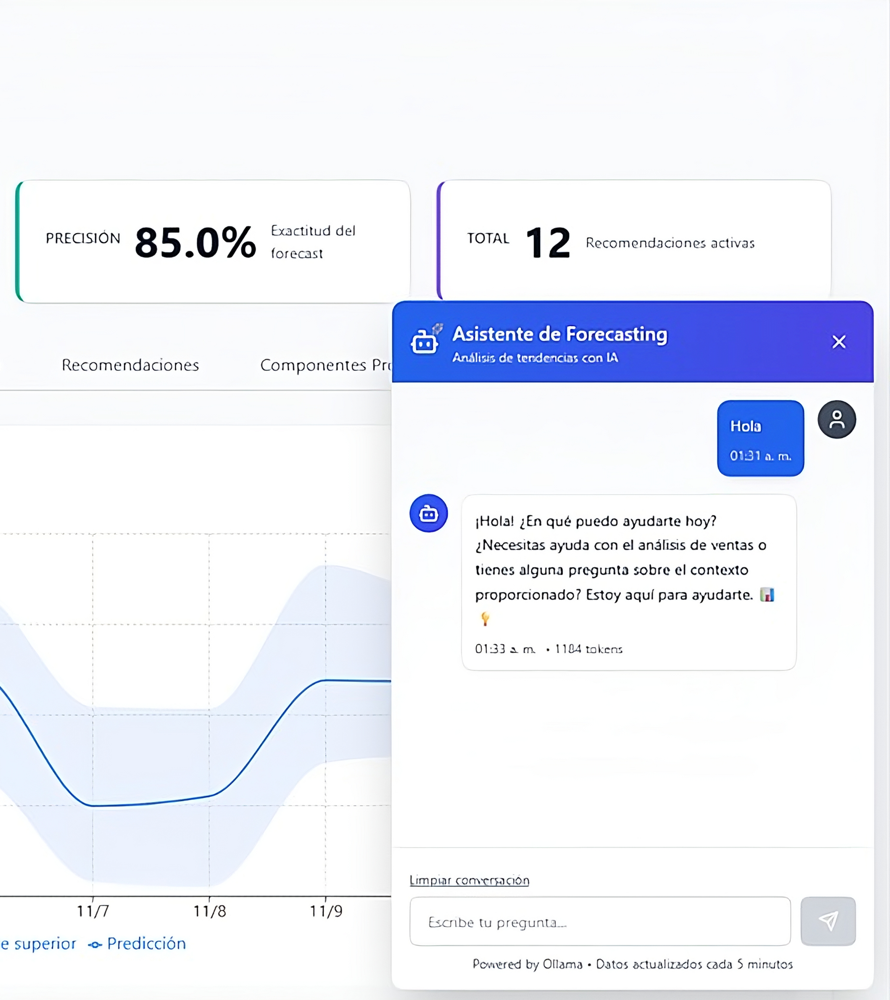 PRECISIÓN 85.0% Exactitud del
forecast
TOTAL 12 Recomendaciones activas
Recomendaciones Componentes Pro
Asistente de Forecasting
Análisis de tendencias con IA
Hola
01:31 a. m.
¡Hola! ¿En qué puedo ayudarte hoy?
¿Necesitas ayuda con el análisis de ventas o
tienes alguna pregunta sobre el contexto
proporcionado? Estoy aquí para ayudarte. 📊
💡
01:33 a. m. • 1184 tokens
11/7 11/8 11/9
e superior Predicción
Limpiar conversación
Escribe tu pregunta...
Powered by Ollama • Datos actualizados cada 5 minutos